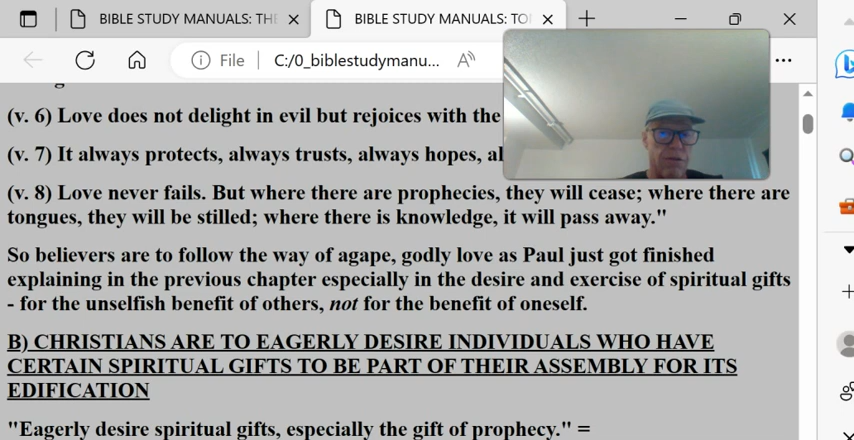 BIBLE STUDY MANUALS: THE
BIBLE STUDY MANUALS: TO
File
C:/0_biblestudymanu...
(v. 6) Love does not delight in evil but rejoices with the
(v. 7) It always protects, always trusts, always hopes, al
(v. 8) Love never fails. But where there are prophecies, they will cease; where there are
tongues, they will be stilled; where there is knowledge, it will pass away."
So believers are to follow the way of agape, godly love as Paul just got finished
explaining in the previous chapter especially in the desire and exercise of spiritual gifts
- for the unselfish benefit of others, not for the benefit of oneself.
B) CHRISTIANS ARE TO EAGERLY DESIRE INDIVIDUALS WHO HAVE
CERTAIN SPIRITUAL GIFTS TO BE PART OF THEIR ASSEMBLY FOR ITS
EDIFICATION
"Eagerly desire spiritual gifts, especially the gift of prophecy." =